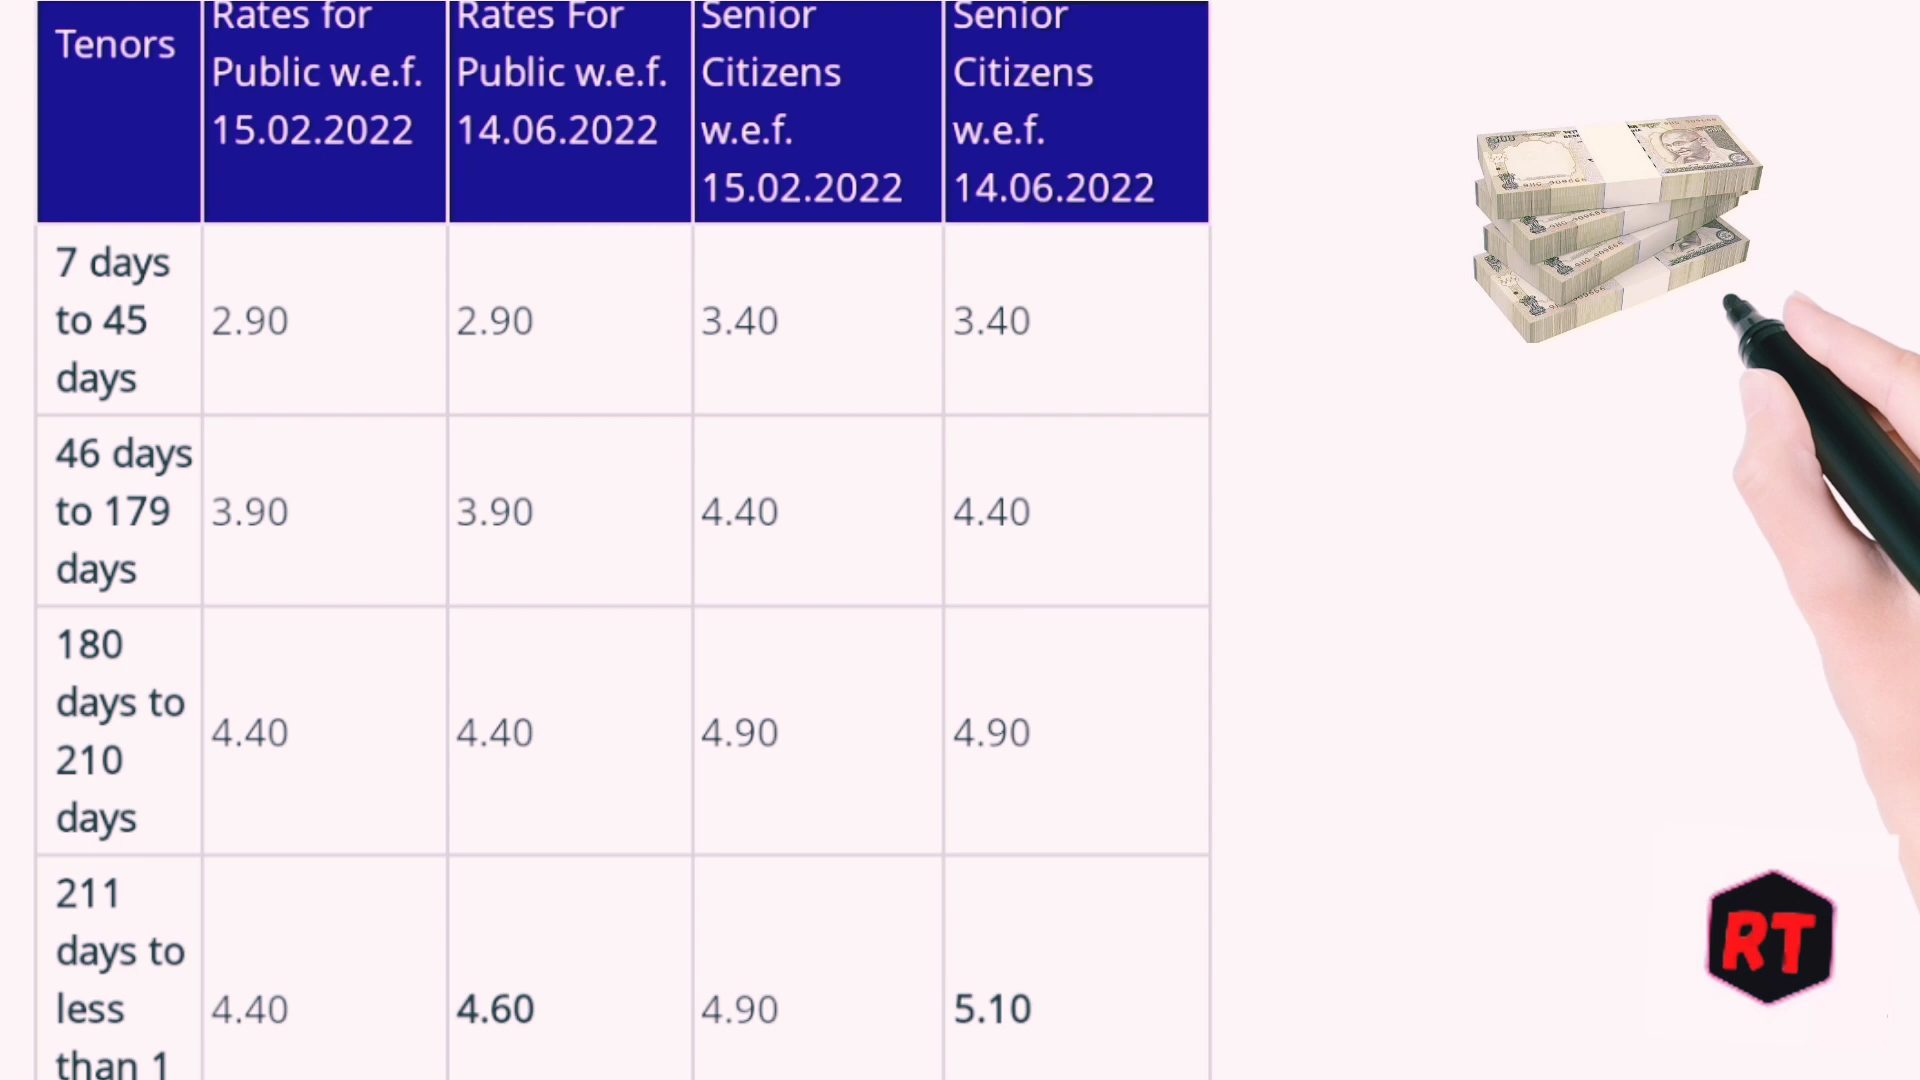 Tenors
Rates for
Public w.e.f.
15.02.2022
Rates For
Public w.e.f.
14.06.2022
Senior
Citizens
w.e.f.
15.02.2022
Senior
Citizens
w.e.f.
14.06.2022
7 days
to 45
days
2.90
2.90
3.40
3.40
46 days
to 179
days
3.90
3.90
4.40
4.40
180
days to
210
days
4.40
4.40
4.90
4.90
211
days to
less
than 1
4.40
4.60
4.90
5.10
RT